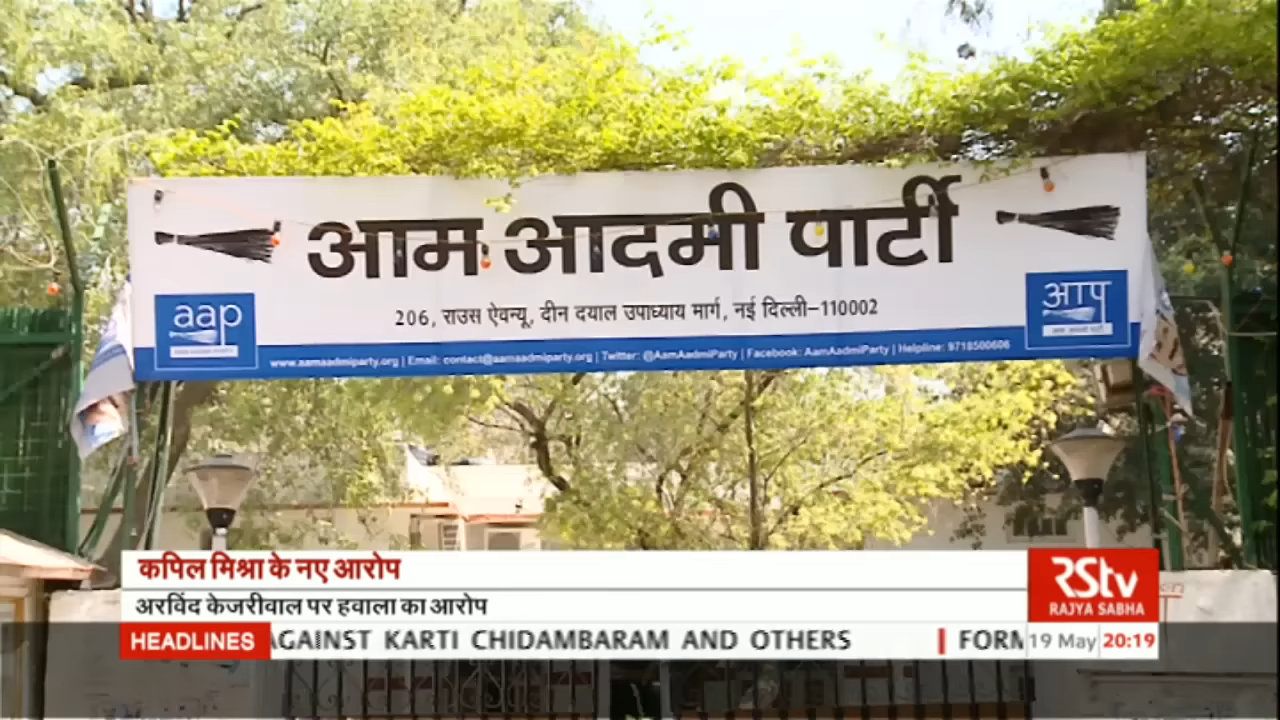 आम आदमी पार्टी
206, राउस ऐवन्यू, दीन दयाल उपाध्याय मार्ग, नई दिल्ली-110002
aap
आप
www.aamaadmiparty.org | Email: contact@aamaadmiparty.org | Twitter: @AamAadmiParty | Facebook: AamAadmiParty | Helpline: 9718500606
कपिल मिश्रा के नए आरोप
अरविंद केजरीवाल पर हवाला का आरोप
RStv
RAJYA SABHA
HEADLINES AGAINST KARTI CHIDAMBARAM AND OTHERS | FORM
19 May 20:19